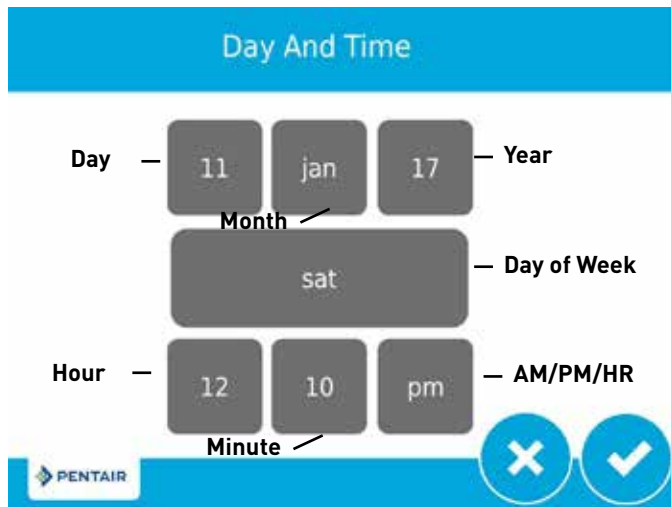 Day And Time
Day 11 jan 17 Year
Month
sat Day of Week
Hour 12 10 pm AM/PM/HR
Minute
PENTAIR